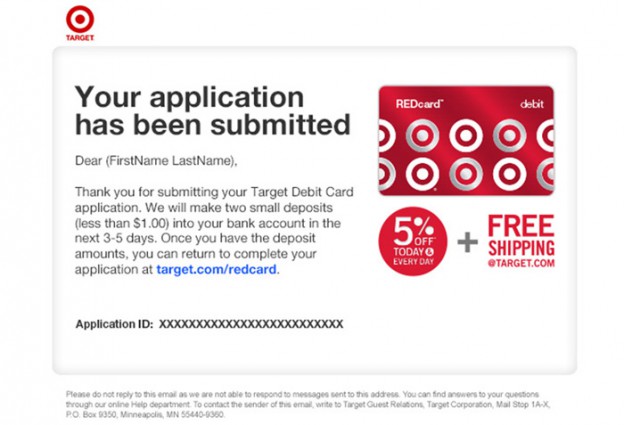 TARGET
Your application
has been submitted
Dear (FirstName LastName),
Thank you for submitting your Target Debit Card
application. We will make two small deposits
(less than $1.00) into your bank account in the
next 3-5 days. Once you have the deposit
amounts, you can return to complete your
application at target.com/redcard.
Application ID: XXXXXXXXXXXXXXXXXXXXXXXXX
REDcard™ debit
5% OFF*
TODAY &
EVERY DAY
+
FREE
SHIPPING
@TARGET.COM
Please do not reply to this email as we are not able to respond to messages sent to this address. You can find answers to your questions
through our online Help department. To contact the sender of this email, write to Target Guest Relations, Target Corporation, Mail Stop 1A-X,
P.O. Box 9350, Minneapolis, MN 55440-9360.